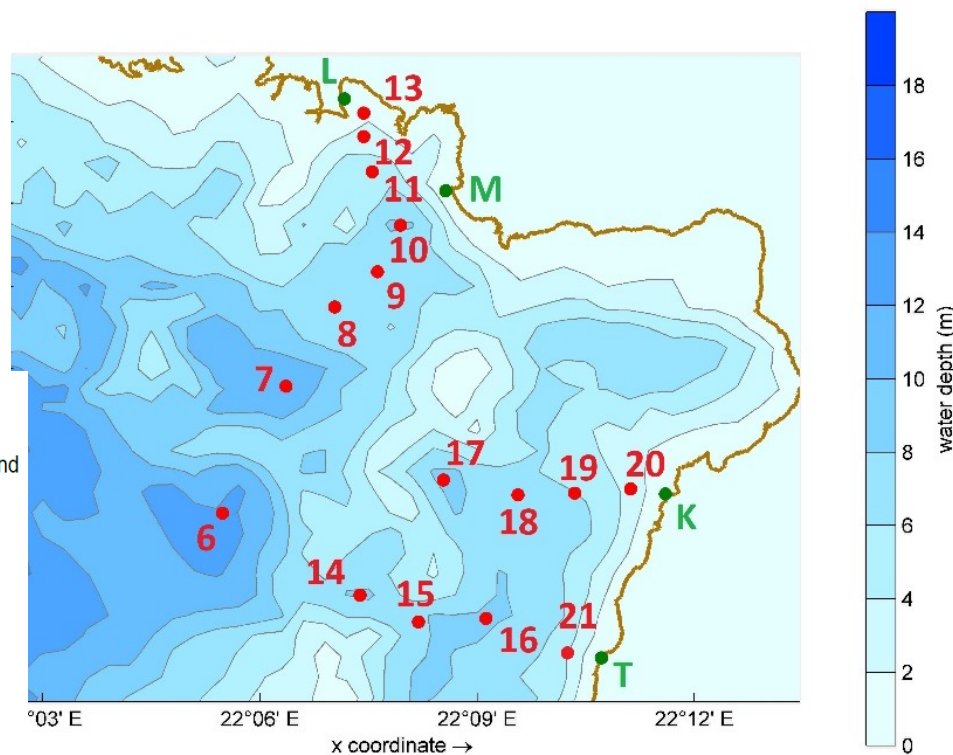 L
13
12
M
11
10
9
8
7
nd
17
19
20
6
18
K
14
15
21
16
T
°03' E
22°06' E
22°09' E
22°12' E
x coordinate →
18
16
14
12
10
8
6
4
2
0
water depth (m)